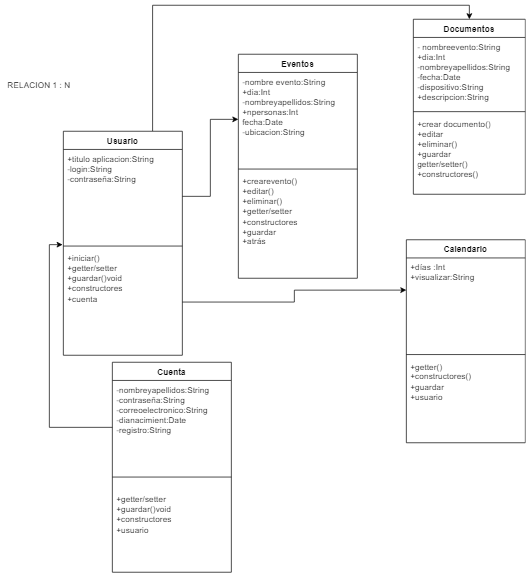 RELACION 1 : N
Documentos
- nombreevento:String
+dia:Int
-nombreyapellidos:String
-fecha:Date
-dispositivo:String
+descripcion:String
+crear documento()
+editar
+eliminar()
+guardar
getter/setter()
+constructores()
Eventos
-nombre evento:String
+dia:Int
-nombreyapellidos:String
+npersonas:Int
fecha:Date
-ubicacion:String
+crearevento()
+editar()
+eliminar()
+getter/setter
+constructores
+guardar
+atrás
Usuario
+titulo aplicacion:String
-login:String
-contraseña:String
+iniciar()
+getter/setter
+guardar()void
+constructores
+cuenta
Calendario
+días :Int
+visualizar:String
+getter()
+constructores()
+guardar
+usuario
Cuenta
-nombreyapellidos:String
-contraseña:String
-correoelectronico:String
-dianacimient:Date
-registro:String
+getter/setter
+guardar()void
+constructores
+usuario